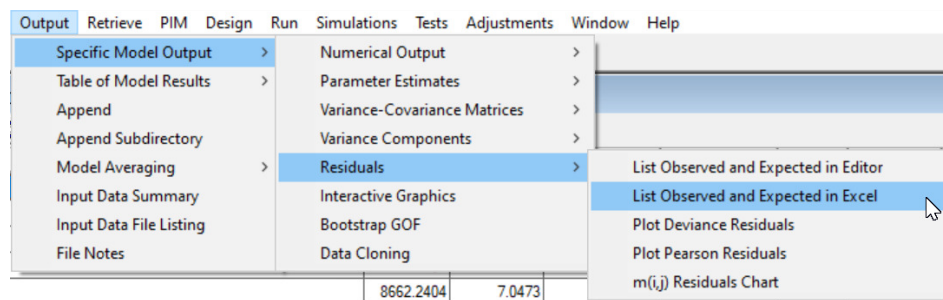 Output Retrieve PIM Design Run Simulations Tests Adjustments Window Help
Specific Model Output >
Table of Model Results >
Append
Append Subdirectory
Model Averaging >
Input Data Summary
Input Data File Listing
File Notes
Numerical Output >
Parameter Estimates >
Variance-Covariance Matrices >
Variance Components >
Residuals >
Interactive Graphics
Bootstrap GOF
Data Cloning
List Observed and Expected in Editor
List Observed and Expected in Excel
Plot Deviance Residuals
Plot Pearson Residuals
m(i,j) Residuals Chart
8662.2404 7.0473